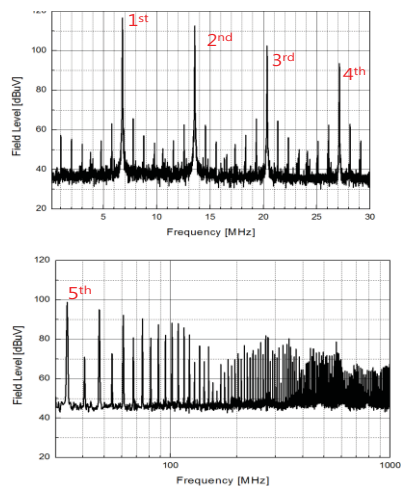 120
1st
2nd
3rd
4th
100
80
60
40
20
Field Level [dBuV]
5 10 15 20 25 30
Frequency [MHz]
120
5th
100
80
60
40
20
Field Level [dBuV]
100 1000
Frequency [MHz]